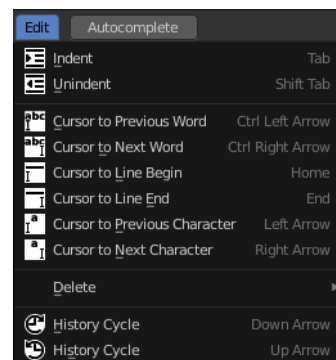 Edit Autocomplete
Indent Tab
Unindent Shift Tab
Cursor to Previous Word Ctrl Left Arrow
Cursor to Next Word Ctrl Right Arrow
Cursor to Line Begin Home
Cursor to Line End End
Cursor to Previous Character Left Arrow
Cursor to Next Character Right Arrow
Delete
History Cycle Down Arrow
History Cycle Up Arrow